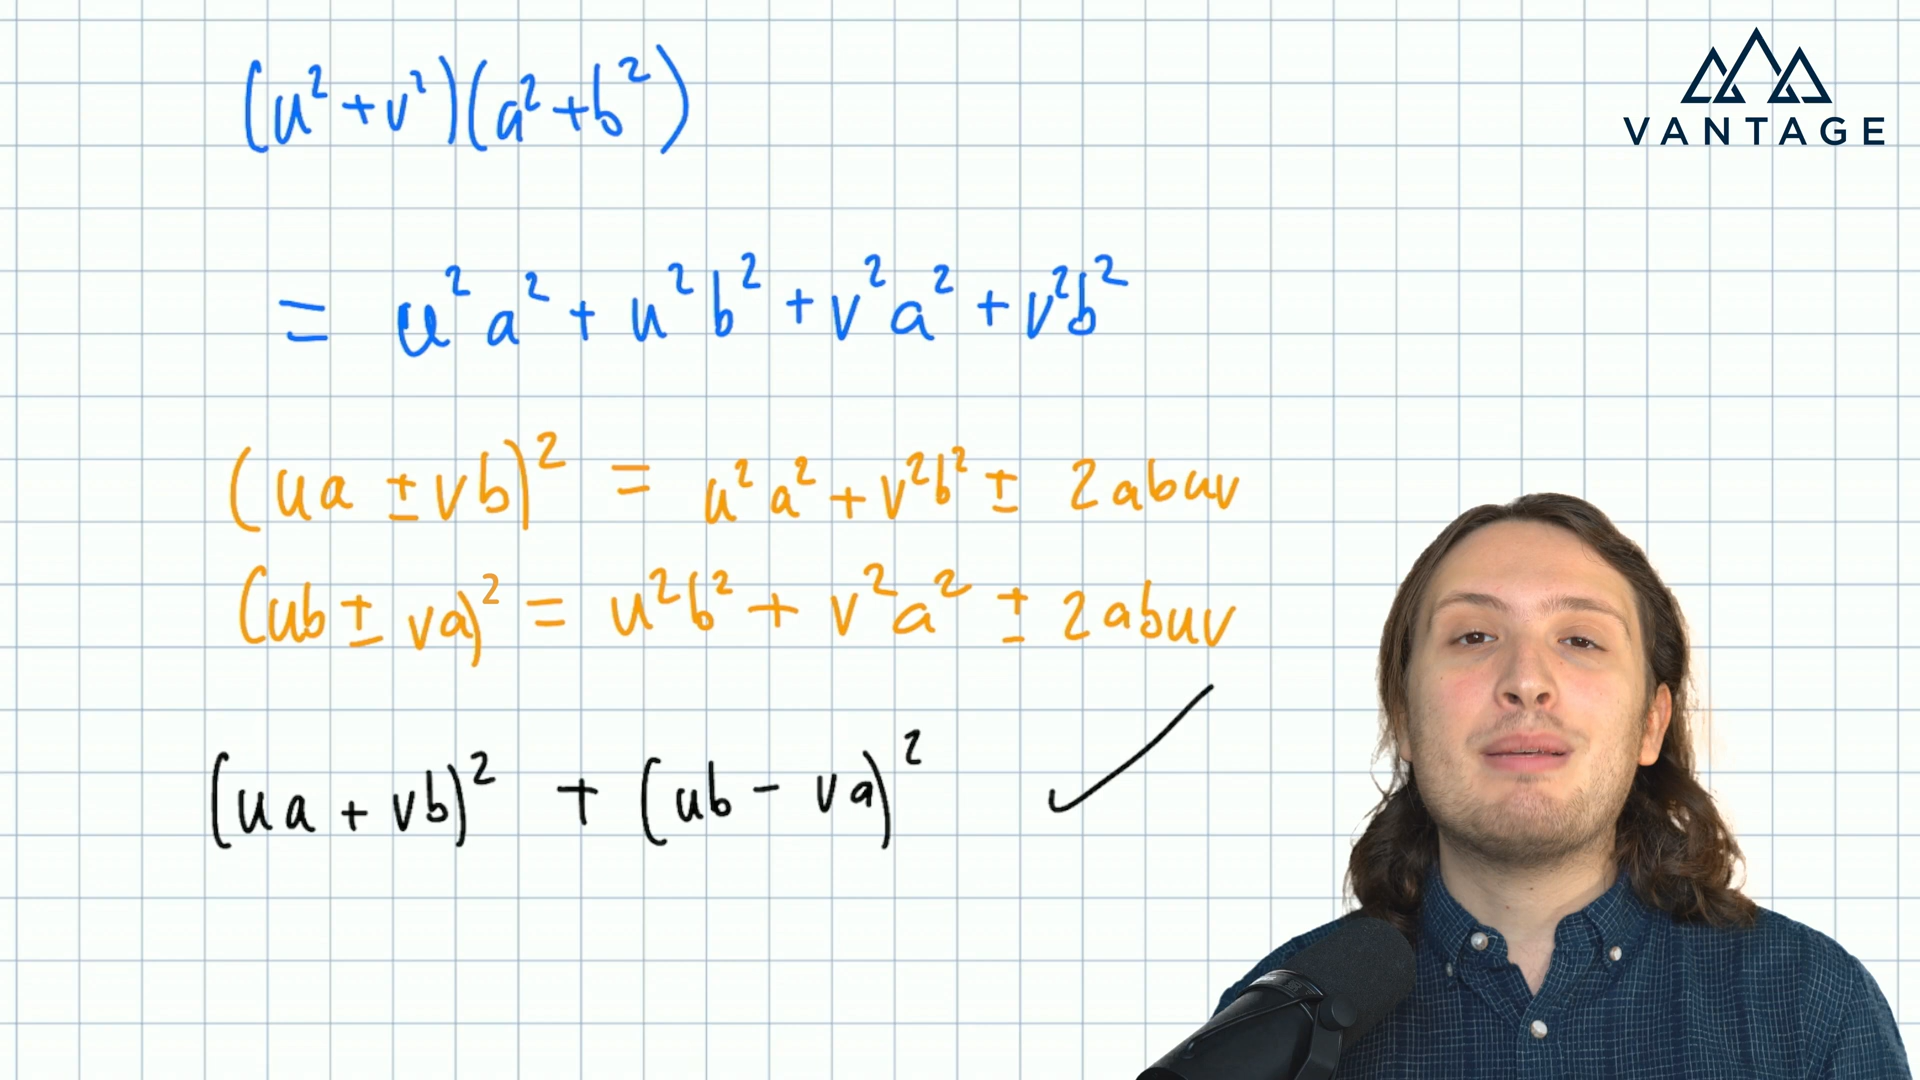 (u² + v²)(a² + b²)
VANTAGE
= u²a² + u²b² + v²a² + v²b²
(ua ± vb)² = u²a² + v²b² ± 2abuv
(ub ± va)² = u²b² + v²a² ± 2abuv
(ua + vb)² + (ub - va)² ✓